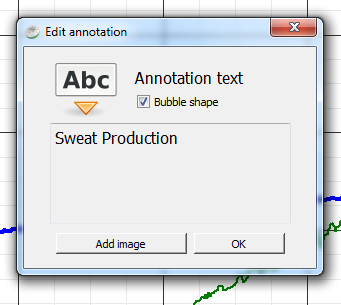 Edit annotation
Abc
Annotation text
Bubble shape
Sweat Production
Add image
OK